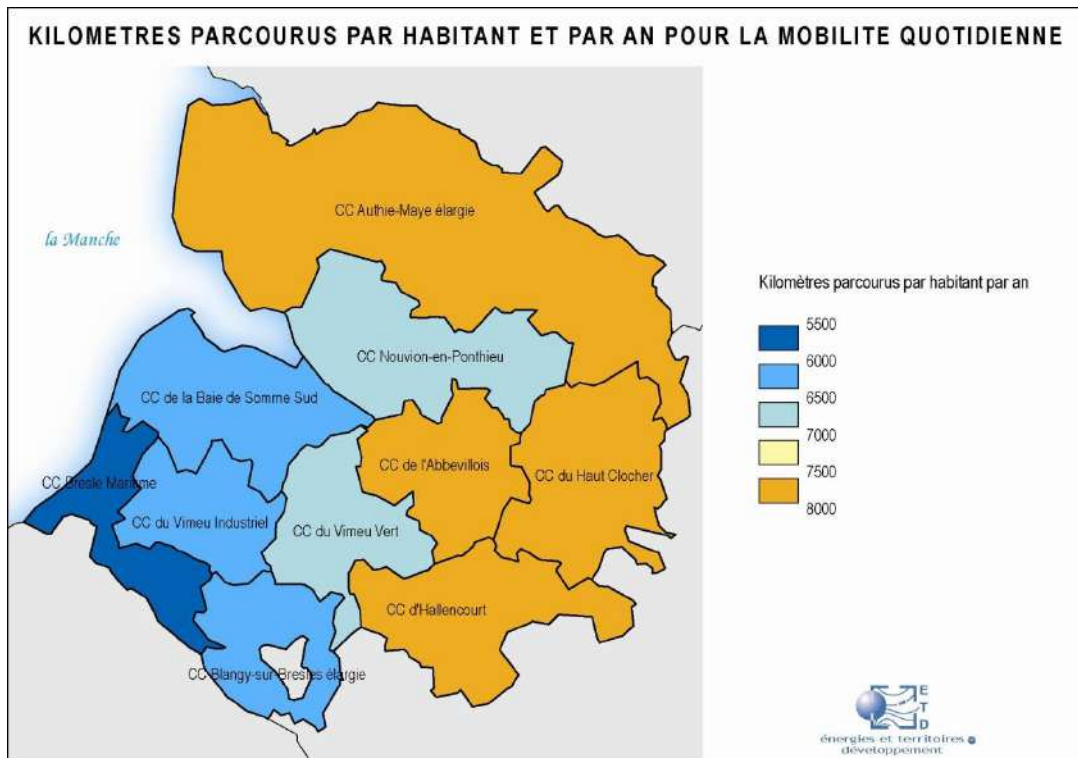 KILOMETRES PARCOURUS PAR HABITANT ET PAR AN POUR LA MOBILITE QUOTIDIENNE
CC Authie-Maye élargie
la Manche
Kilomètres parcourus par habitant par an
5500
6000
6500
7000
7500
8000
CC Nouvion-en-Ponthieu
CC de la Baie de Somme Sud
CC de l'Abbevillois
CC du Haut Clocher
CC Bresle Maritime
CC du Vimeu Industriel
CC du Vimeu Vert
CC d'Hallencourt
CC Blangy-sur-Bresles élargie
E
T
D
énergies et territoires
développement